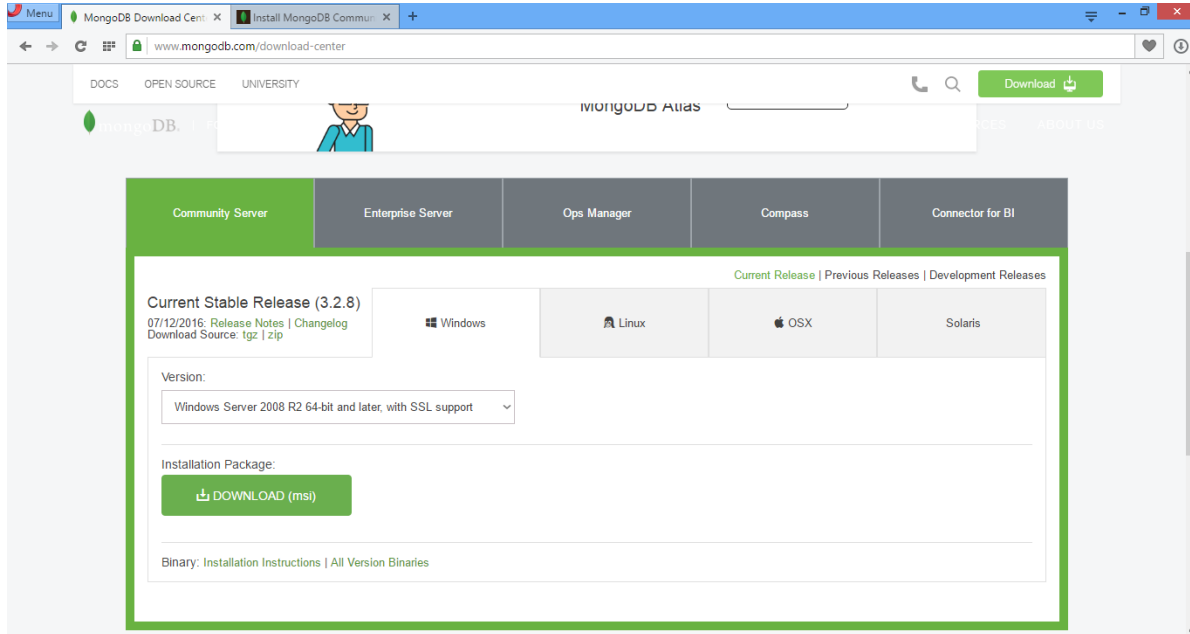 Menu
MongoDB Download Cent
Install MongoDB Commun
www.mongodb.com/download-center
DOCS OPEN SOURCE UNIVERSITY
Download
MongoDB Atlas
mongoDB.
ABOUT US
Community Server
Enterprise Server
Ops Manager
Compass
Connector for BI
Current Release | Previous Releases | Development Releases
Current Stable Release (3.2.8)
07/12/2016: Release Notes | Changelog
Download Source: tgz | zip
Windows
Linux
OSX
Solaris
Version:
Windows Server 2008 R2 64-bit and later, with SSL support
Installation Package:
DOWNLOAD (msi)
Binary: Installation Instructions | All Version Binaries